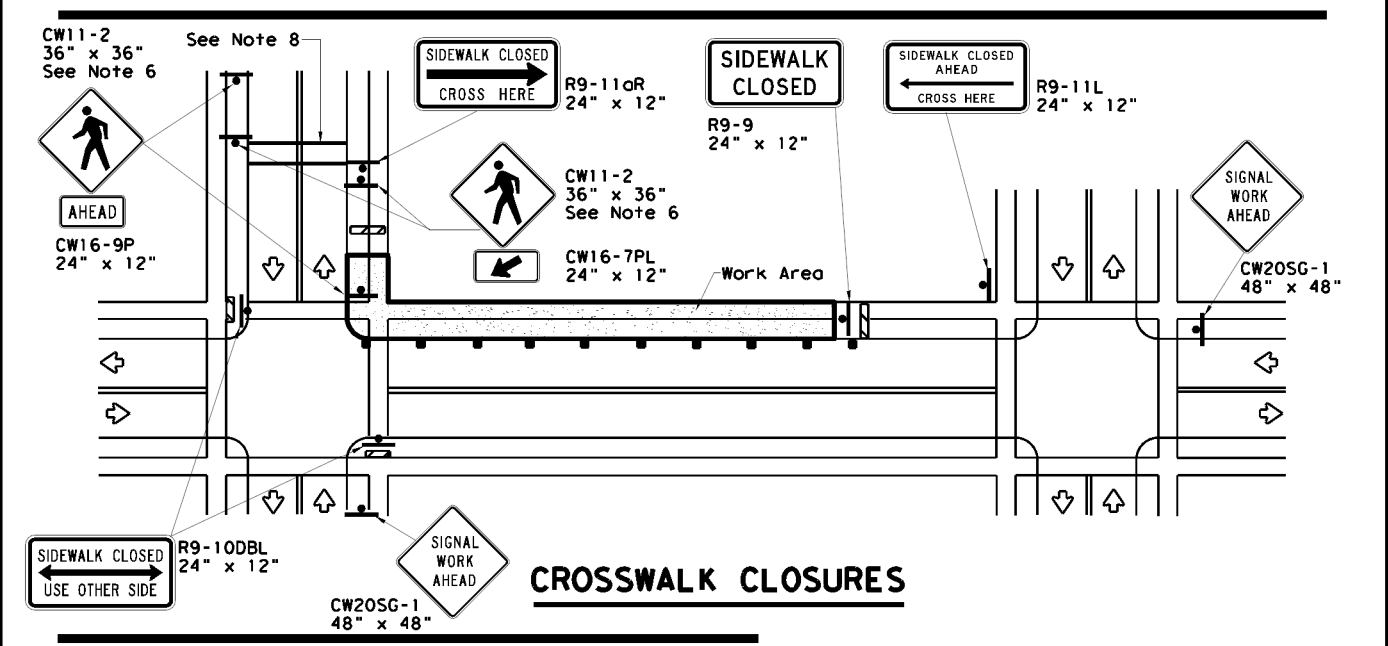 CW11-2
36" x 36"
See Note 6
See Note 8
SIDEWALK CLOSED
CROSS HERE
R9-11aR
24" x 12"
SIDEWALK
CLOSED
R9-9
24" x 12"
SIDEWALK CLOSED
AHEAD
CROSS HERE
R9-11L
24" x 12"
AHEAD
CW16-9P
24" x 12"
CW11-2
36" x 36"
See Note 6
CW16-7PL
24" x 12"
Work Area
SIGNAL
WORK
AHEAD
CW20SG-1
48" x 48"
SIDEWALK CLOSED
USE OTHER SIDE
R9-10DBL
24" x 12"
SIGNAL
WORK
AHEAD
CW20SG-1
48" x 48"
CROSSWALK CLOSURES